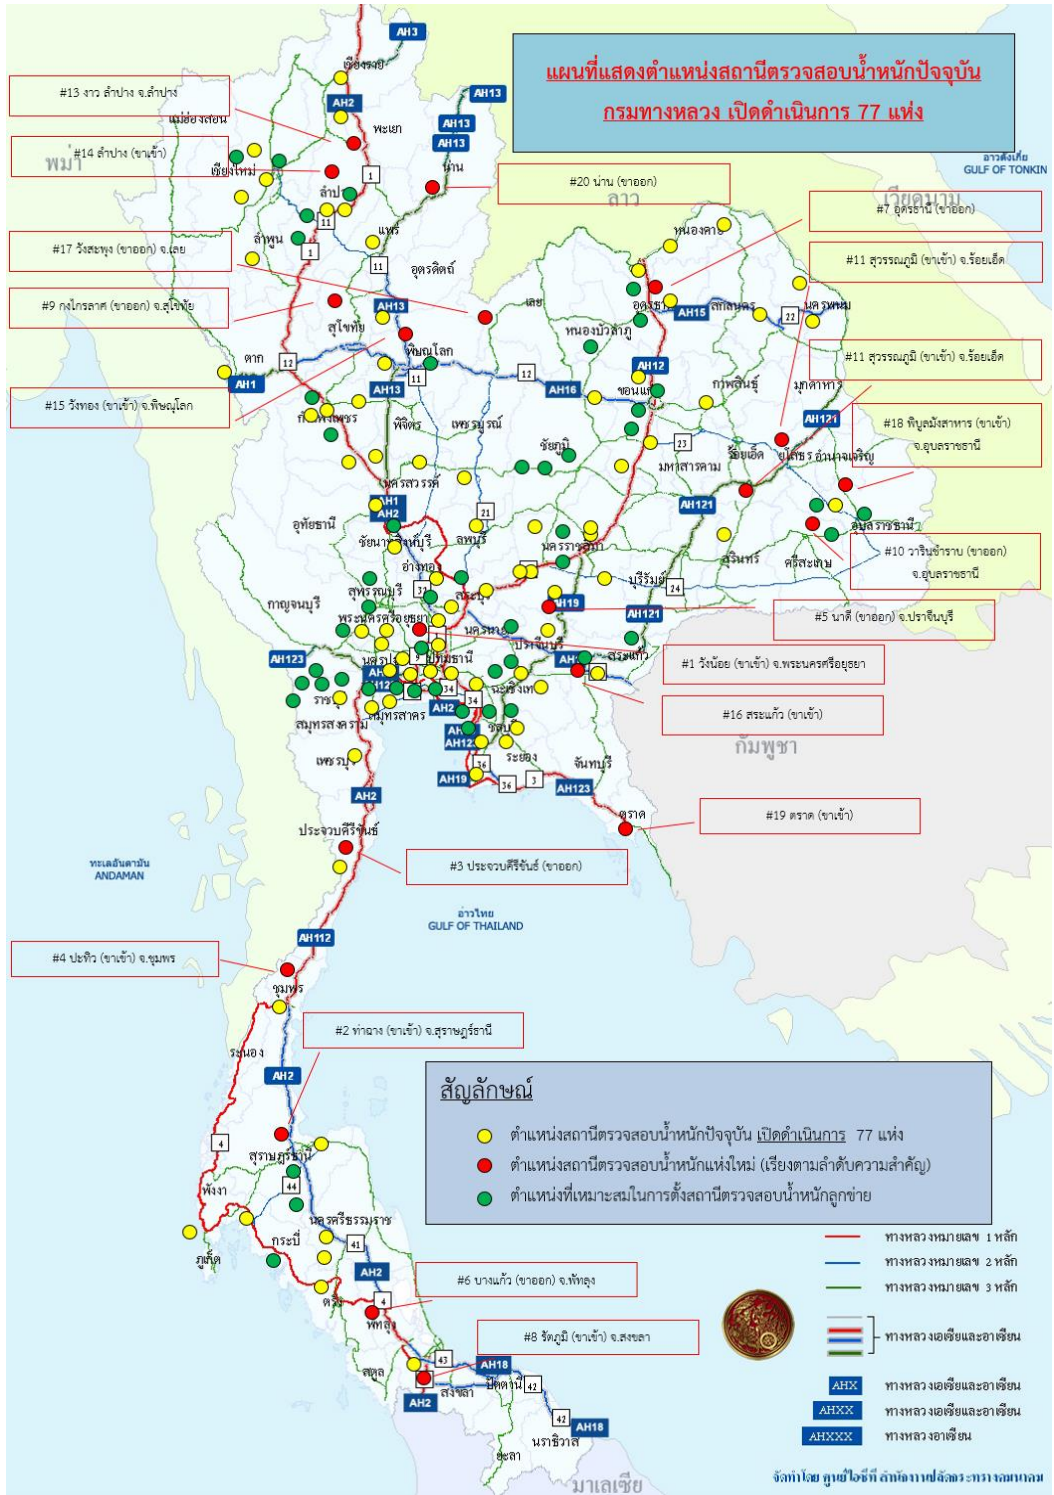 แผนที่แสดงตำแหน่งสถานีตรวจสอบน้ำหนักปัจจุบัน
กรมทางหลวง เปิดดำเนินการ 77 แห่ง
AH3
เชียงราย
AH2
AH13
AH13
AH13
#13 งาว ลำปาง จ.ลำปาง
แม่ฮ่องสอน
พะเยา
น่าน
อ่าวตังเกี๋ย
GULF OF TONKIN
พม่า
#14 ลำปาง (ขาเข้า)
เชียงใหม่
1
#20 น่าน (ขาออก)
ลาว
เวียดนาม
#7 อุดรธานี (ขาออก)
11
ลำพูน
แพร่
หนองคาย
#17 วังสะพุง (ขาออก) จ.เลย
1
11
อุตรดิตถ์
#11 สุวรรณภูมิ (ขาเข้า) จ.ร้อยเอ็ด
#9 กงไกรลาศ (ขาออก) จ.สุโขทัย
สุโขทัย
AH13
เลย
AH15
สกลนคร
22
นครพนม
หนองบัวลำภู
ตาก
12
AH1
พิษณุโลก
11
12
AH13
AH16
AH12
#11 สุวรรณภูมิ (ขาเข้า) จ.ร้อยเอ็ด
กาฬสินธุ์
มุกดาหาร
#15 วังทอง (ขาเข้า) จ.พิษณุโลก
พิจิตร
เพชรบูรณ์
AH121
#18 พิบูลมังสาหาร (ขาเข้า)
จ.อุบลราชธานี
ชัยภูมิ
23
มหาสารคาม
ร้อยเอ็ด
อำนาจเจริญ
นครสวรรค์
AH1
AH2
21
AH121
อุทัยธานี
ลพบุรี
อุบลราชธานี
สุรินทร์
ศรีสะเกษ
#10 วารินชำราบ (ขาออก)
จ.อุบลราชธานี
อ่างทอง
บุรีรัมย์
24
กาญจนบุรี
สุพรรณบุรี
AH19
AH121
#5 นาดี (ขาออก) จ.ปราจีนบุรี
พระนครศรีอยุธยา
ปราจีนบุรี
สระแก้ว
#1 วังน้อย (ขาเข้า) จ.พระนครศรีอยุธยา
AH123
9
ปทุมธานี
34
ฉะเชิงเทรา
#16 สระแก้ว (ขาเข้า)
AH2
34
สมุทรสงคราม
สมุทรสาคร
กัมพูชา
ระยอง
จันทบุรี
36
AH19
36
3
AH123
AH2
ตราด
#19 ตราด (ขาเข้า)
ประจวบคีรีขันธ์
ทะเลอันดามัน
ANDAMAN
#3 ประจวบคีรีขันธ์ (ขาออก)
อ่าวไทย
GULF OF THAILAND
AH112
#4 ปะทิว (ขาเข้า) จ.ชุมพร
ชุมพร
#2 ท่าฉาง (ขาเข้า) จ.สุราษฎร์ธานี
ระนอง
AH2
สัญลักษณ์
ตำแหน่งสถานีตรวจสอบน้ำหนักปัจจุบัน เปิดดำเนินการ 77 แห่ง
ตำแหน่งสถานีตรวจสอบน้ำหนักแห่งใหม่ (เรียงตามลำดับความสำคัญ)
ตำแหน่งที่เหมาะสมในการตั้งสถานีตรวจสอบน้ำหนักลูกข่าย
4
สุราษฎร์ธานี
พังงา
44
นครศรีธรรมราช
กระบี่
41
ภูเก็ต
AH2
ทางหลวงหมายเลข 1 หลัก
ทางหลวงหมายเลข 2 หลัก
ทางหลวงหมายเลข 3 หลัก
#6 บางแก้ว (ขาออก) จ.พัทลุง
ตรัง
4
พัทลุง
#8 รัตภูมิ (ขาเข้า) จ.สงขลา
ทางหลวงเอเชียและอาเซียน
สตูล
43
AH18
สงขลา
ปัตตานี
42
AH2
AHX ทางหลวงเอเชียและอาเซียน
AHXX ทางหลวงเอเชียและอาเซียน
AHXXX ทางหลวงอาเซียน
42
AH18
นราธิวาส
ยะลา
มาเลเซีย
จัดทำโดย ศูนย์ไอซีที สำนักงานปลัดกระทรวงคมนาคม